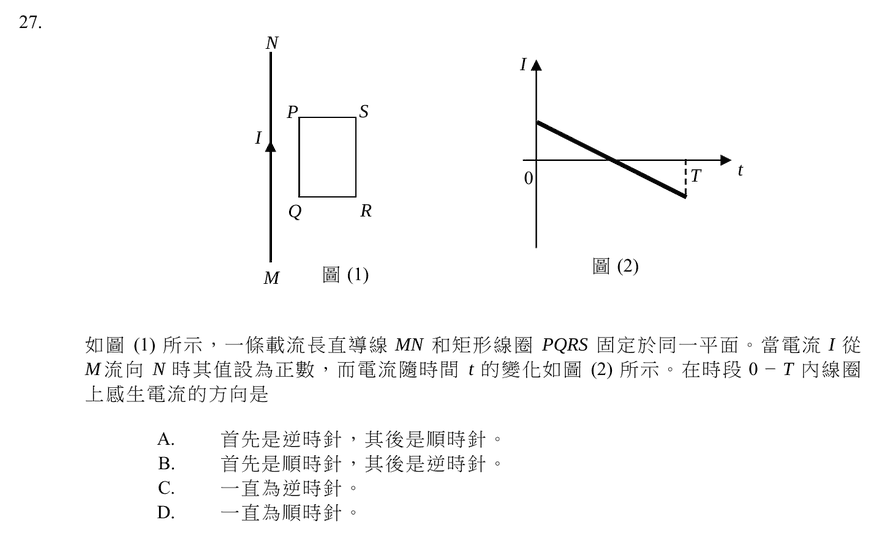 27.
N
P
S
I
Q
R
M
圖 (1)
I
0
T
t
圖 (2)
如圖 (1) 所示，一條載流長直導線 MN 和矩形線圈 PQRS 固定於同一平面。當電流 I 從
M 流向 N 時其值設為正數，而電流隨時間 t 的變化如圖 (2) 所示。在時段 0 − T 內線圈
上感生電流的方向是
A. 首先是逆時針，其後是順時針。
B. 首先是順時針，其後是逆時針。
C. 一直為逆時針。
D. 一直為順時針。